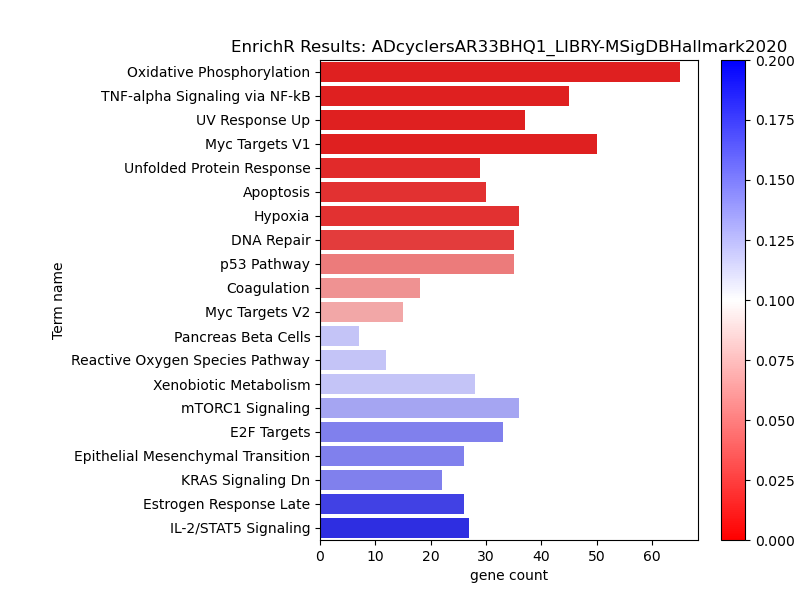 EnrichR Results: ADcyclersAR33BHQ1_LIBRY-MSigDBHallmark2020
Term name
Oxidative Phosphorylation
TNF-alpha Signaling via NF-kB
UV Response Up
Myc Targets V1
Unfolded Protein Response
Apoptosis
Hypoxia
DNA Repair
p53 Pathway
Coagulation
Myc Targets V2
Pancreas Beta Cells
Reactive Oxygen Species Pathway
Xenobiotic Metabolism
mTORC1 Signaling
E2F Targets
Epithelial Mesenchymal Transition
KRAS Signaling Dn
Estrogen Response Late
IL-2/STAT5 Signaling
0 10 20 30 40 50 60
gene count
0.200
0.175
0.150
0.125
0.100
0.075
0.050
0.025
0.000